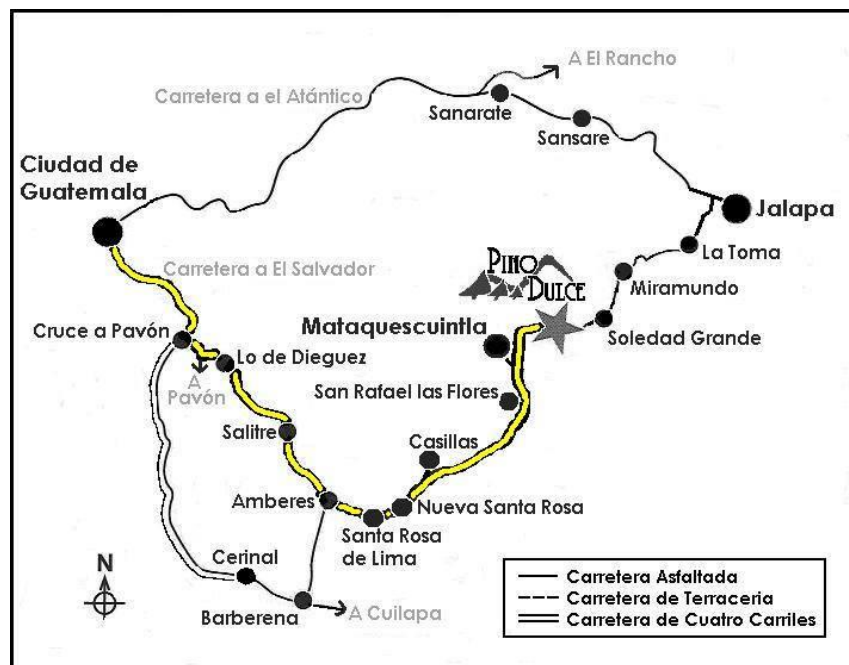 A El Rancho
Carretera a el Atántico
Sanarate
Sansare
Ciudad de
Guatemala
Jalapa
La Toma
Carretera a El Salvador
PINO
DULCE
Miramundo
Cruce a Pavón
Mataquescuintla
Soledad Grande
Lo de Dieguez
A
Pavón
San Rafael las Flores
Salitre
Casillas
Amberes
Nueva Santa Rosa
Santa Rosa
de Lima
Cerinal
N
Barberena
A Cuilapa
Carretera Asfaltada
Carretera de Terraceria
Carretera de Cuatro Carriles